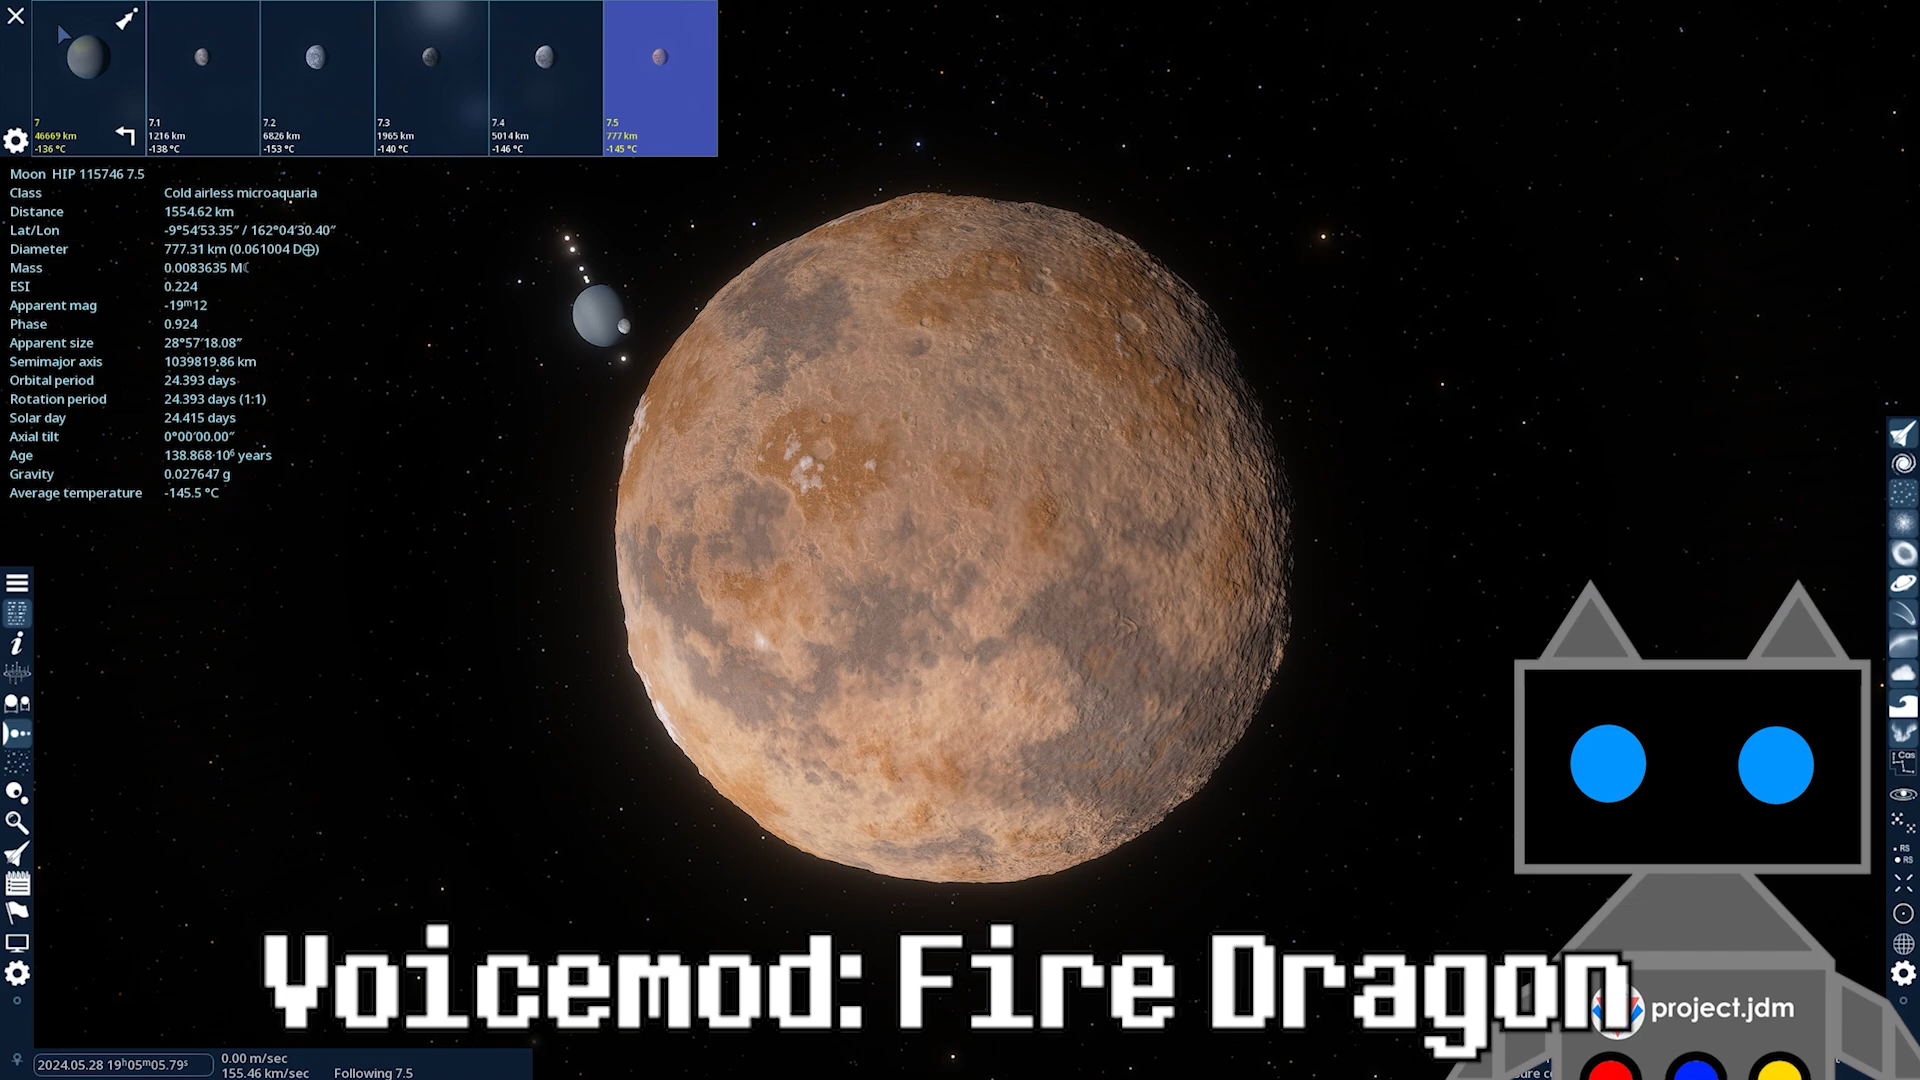 7
46669 km
-136 °C
7.1
1216 km
-138 °C
7.2
6826 km
-153 °C
7.3
1965 km
-140 °C
7.4
5014 km
-146 °C
7.5
777 km
-145 °C
Moon HIP 115746 7.5
Class Cold airless microaquaria
Distance 1554.62 km
Lat/Lon -9°54′53.35″ / 162°04′30.40″
Diameter 777.31 km (0.061004 D⊕)
Mass 0.0083635 M☾
ESI 0.224
Apparent mag -19ᵐ12
Phase 0.924
Apparent size 28°57′18.08″
Semimajor axis 1039819.86 km
Orbital period 24.393 days
Rotation period 24.393 days (1:1)
Solar day 24.415 days
Axial tilt 0°00′00.00″
Age 138.868·10⁶ years
Gravity 0.027647 g
Average temperature -145.5 °C
Cas
RS
RS
Voicemod: Fire Dragon
project.jdm
2024.05.28 19ʰ05ᵐ05.79ˢ
0.00 m/sec
155.46 km/sec Following 7.5